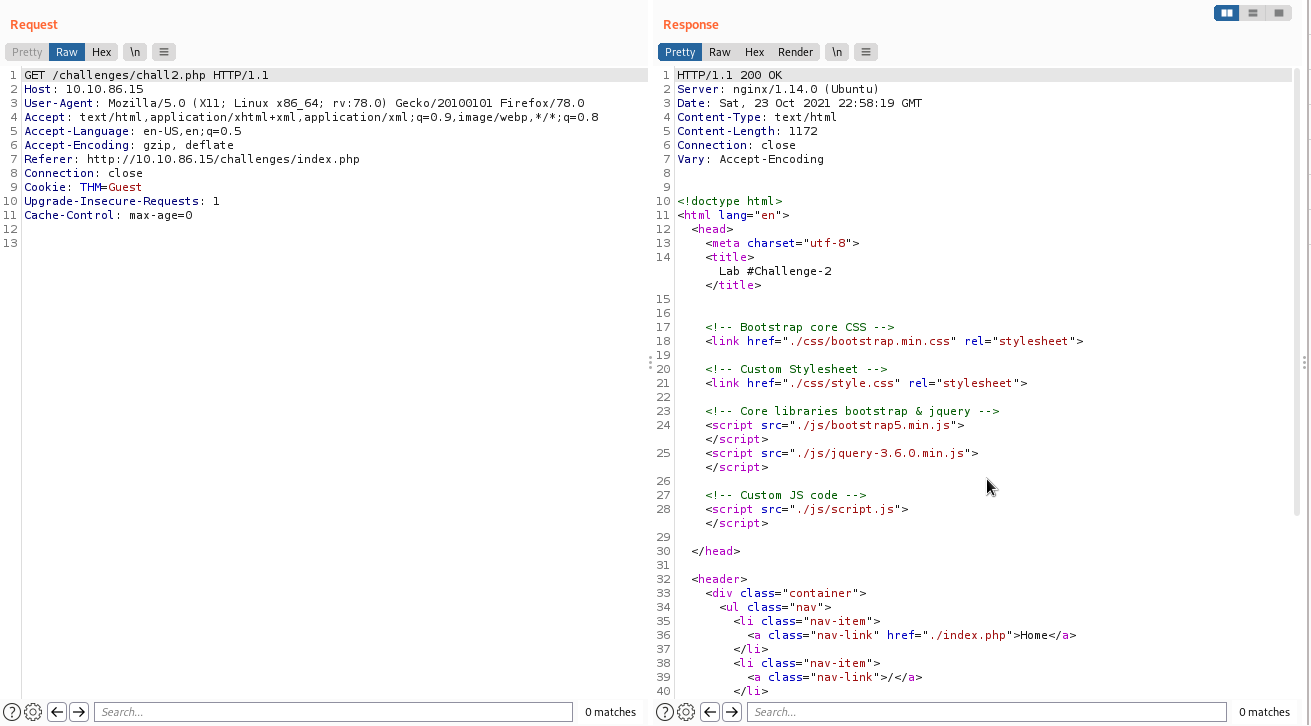 Request
Pretty Raw Hex \n
1 GET /challenges/chall2.php HTTP/1.1
2 Host: 10.10.86.15
3 User-Agent: Mozilla/5.0 (X11; Linux x86_64; rv:78.0) Gecko/20100101 Firefox/78.0
4 Accept: text/html,application/xhtml+xml,application/xml;q=0.9,image/webp,*/*;q=0.8
5 Accept-Language: en-US,en;q=0.5
6 Accept-Encoding: gzip, deflate
7 Referer: http://10.10.86.15/challenges/index.php
8 Connection: close
9 Cookie: THM=Guest
10 Upgrade-Insecure-Requests: 1
11 Cache-Control: max-age=0
12
13
Search...
0 matches
Response
Pretty Raw Hex Render \n
1 HTTP/1.1 200 OK
2 Server: nginx/1.14.0 (Ubuntu)
3 Date: Sat, 23 Oct 2021 22:58:19 GMT
4 Content-Type: text/html
5 Content-Length: 1172
6 Connection: close
7 Vary: Accept-Encoding
8
9
10 <!doctype html>
11 <html lang="en">
12 <head>
13 <meta charset="utf-8">
14 <title>
Lab #Challenge-2
</title>
15
16
17 <!-- Bootstrap core CSS -->
18 <link href="./css/bootstrap.min.css" rel="stylesheet">
19
20 <!-- Custom Stylesheet -->
21 <link href="./css/style.css" rel="stylesheet">
22
23 <!-- Core libraries bootstrap & jquery -->
24 <script src="./js/bootstrap5.min.js">
</script>
25 <script src="./js/jquery-3.6.0.min.js">
</script>
26
27 <!-- Custom JS code -->
28 <script src="./js/script.js">
</script>
29
30 </head>
31
32 <header>
33 <div class="container">
34 <ul class="nav">
35 <li class="nav-item">
36 <a class="nav-link" href="./index.php">Home</a>
37 </li>
38 <li class="nav-item">
39 <a class="nav-link">/</a>
40 </li>
Search...
0 matches